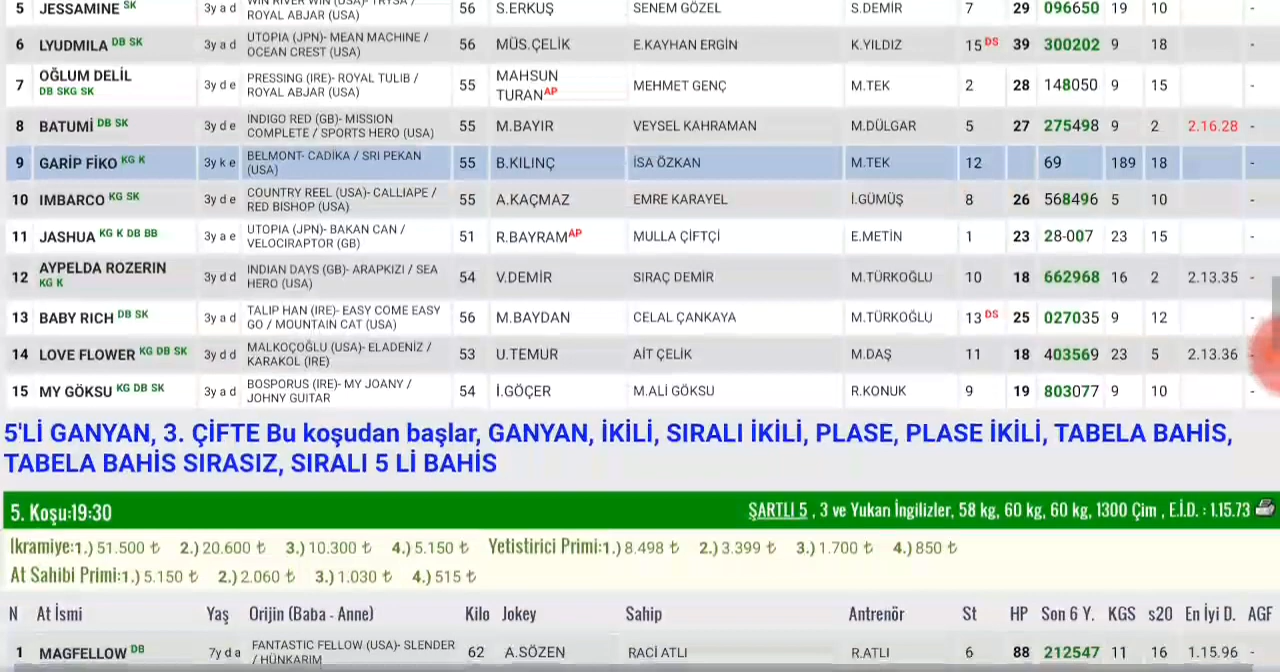 5 JESSAMINE SK 3y a d WIN RIVER WIN (USA)- TRYSA / ROYAL ABJAR (USA) 56 S.ERKUŞ SENEM GÖZEL S.DEMİR 7 29 096650 19 10 -
6 LYUDMILA DB SK 3y a d UTOPIA (JPN)- MEAN MACHINE / OCEAN CREST (USA) 56 MÜS.ÇELİK E.KAYHAN ERGİN K.YILDIZ 15 DS 39 300202 9 18 -
7 OĞLUM DELİL DB SKG SK 3y d e PRESSING (IRE)- ROYAL TULIB / ROYAL ABJAR (USA) 55 MAHSUN TURAN AP MEHMET GENÇ M.TEK 2 28 148050 9 15 -
8 BATUMİ DB SK 3y d e INDIGO RED (GB)- MISSION COMPLETE / SPORTS HERO (USA) 55 M.BAYIR VEYSEL KAHRAMAN M.DÜLGAR 5 27 275498 9 2 2.16.28 -
9 GARİP FİKO KG K 3y k e BELMONT- CADİKA / SRI PEKAN (USA) 55 B.KILINÇ İSA ÖZKAN M.TEK 12 69 189 18 -
10 IMBARCO KG SK 3y d e COUNTRY REEL (USA)- CALLIAPE / RED BISHOP (USA) 55 A.KAÇMAZ EMRE KARAYEL İ.GÜMÜŞ 8 26 568496 5 10 -
11 JASHUA KG K DB BB 3y a e UTOPIA (JPN)- BAKAN CAN / VELOCIRAPTOR (GB) 51 R.BAYRAM AP MULLA ÇİFTÇİ E.METİN 1 23 28-007 23 15 -
12 AYPELDA ROZERIN KG K 3y d d INDIAN DAYS (GB)- ARAPKIZI / SEA HERO (USA) 54 V.DEMİR SIRAÇ DEMİR M.TÜRKOĞLU 10 18 662968 16 2 2.13.35 -
13 BABY RICH DB SK 3y a d TALIP HAN (IRE)- EASY COME EASY GO / MOUNTAIN CAT (USA) 56 M.BAYDAN CELAL ÇANKAYA M.TÜRKOĞLU 13 DS 25 027035 9 12 -
14 LOVE FLOWER KG DB SK 3y d d MALKOÇOĞLU (USA)- ELADENİZ / KARAKOL (IRE) 53 U.TEMUR AİT ÇELİK M.DAŞ 11 18 403569 23 5 2.13.36 -
15 MY GÖKSU KG DB SK 3y a d BOSPORUS (IRE)- MY JOANY / JOHNY GUITAR 54 İ.GÖÇER M.ALİ GÖKSU R.KONUK 9 19 803077 9 10 -
5'Lİ GANYAN, 3. ÇİFTE Bu koşudan başlar, GANYAN, İKİLİ, SIRALI İKİLİ, PLASE, PLASE İKİLİ, TABELA BAHİS,
TABELA BAHİS SIRASIZ, SIRALI 5 Lİ BAHİS
5. Koşu:19:30 ŞARTLI 5 , 3 ve Yukarı İngilizler, 58 kg, 60 kg, 60 kg, 1300 Çim , E.İ.D. : 1.15.73
Ikramiye:1.) 51.500 ₺ 2.) 20.600 ₺ 3.) 10.300 ₺ 4.) 5.150 ₺ Yetistirici Primi:1.) 8.498 ₺ 2.) 3.399 ₺ 3.) 1.700 ₺ 4.) 850 ₺
At Sahibi Primi:1.) 5.150 ₺ 2.) 2.060 ₺ 3.) 1.030 ₺ 4.) 515 ₺
N At İsmi Yaş Orijin (Baba - Anne) Kilo Jokey Sahip Antrenör St HP Son 6 Y. KGS s20 En İyi D. AGF
1 MAGFELLOW DB 7y d a FANTASTIC FELLOW (USA)- SLENDER / HÜNKARIM 62 A.SÖZEN RACİ ATLI R.ATLI 6 88 212547 11 16 1.15.96 -